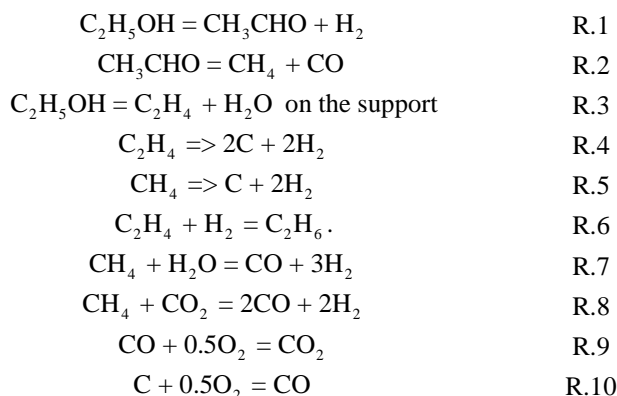 C₂H₅OH = CH₃CHO + H₂ R.1
CH₃CHO = CH₄ + CO R.2
C₂H₅OH = C₂H₄ + H₂O on the support R.3
C₂H₄ => 2C + 2H₂ R.4
CH₄ => C + 2H₂ R.5
C₂H₄ + H₂ = C₂H₆. R.6
CH₄ + H₂O = CO + 3H₂ R.7
CH₄ + CO₂ = 2CO + 2H₂ R.8
CO + 0.5O₂ = CO₂ R.9
C + 0.5O₂ = CO R.10